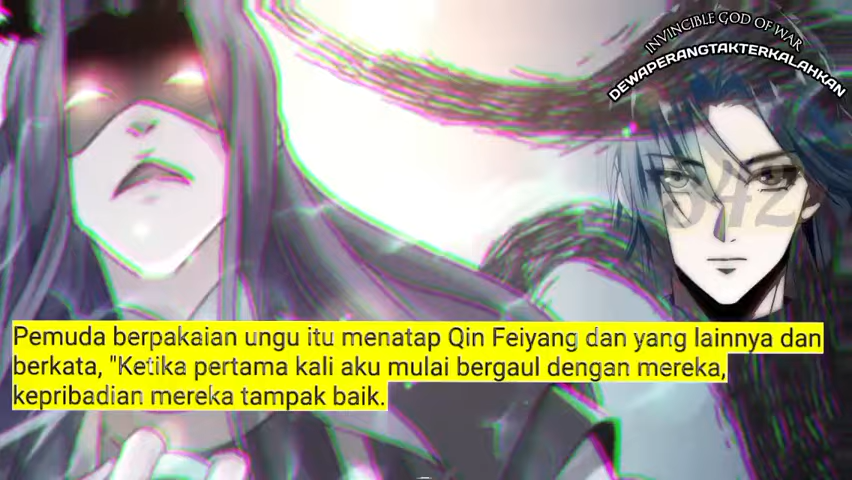 INVINCIBLE GOD OF WAR
DEWAPERANGTAKTERKALAHKAN
342
Pemuda berpakaian ungu itu menatap Qin Feiyang dan yang lainnya dan
berkata, "Ketika pertama kali aku mulai bergaul dengan mereka,
kepribadian mereka tampak baik.